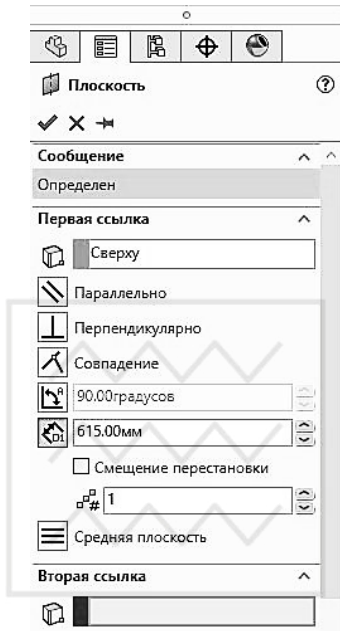 Плоскость
Сообщение
Определен
Первая ссылка
Сверху
Параллельно
Перпендикулярно
Совпадение
90.00градусов
615.00мм
Смещение перестановки
# 1
Средняя плоскость
Вторая ссылка